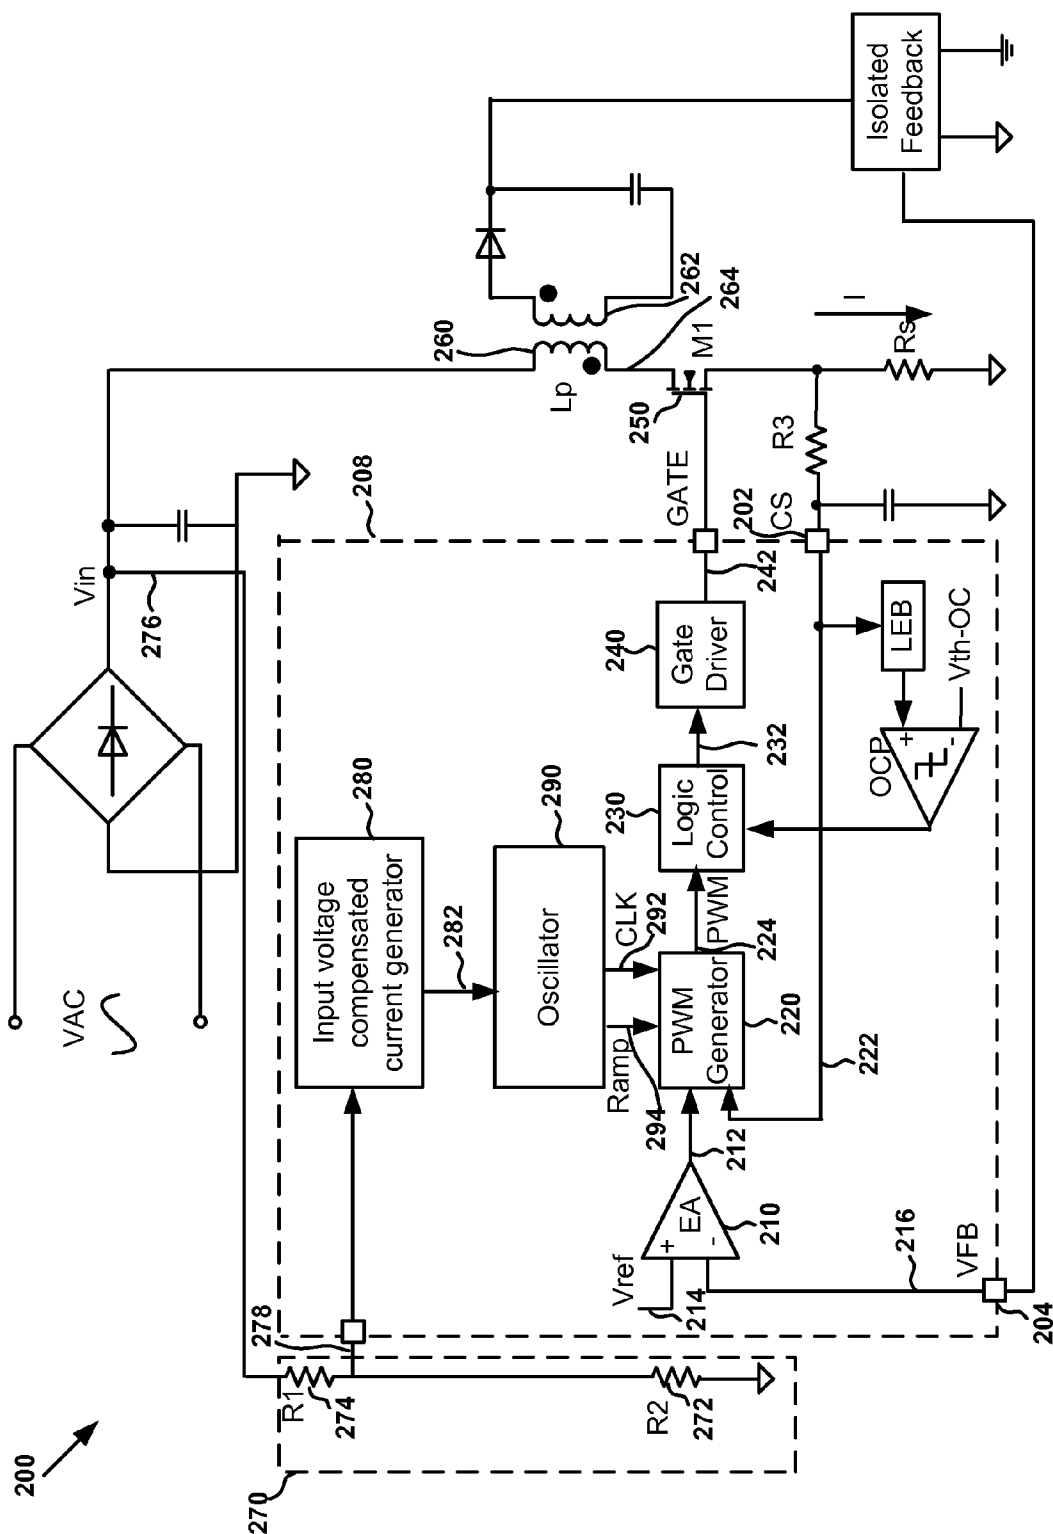 200
VAC
Vin
276
208
270
R1
274
278
R2
272
Input voltage
compensated
current generator
280
282
Oscillator
290
CLK
292
Ramp
294
Vref
214
+
-
EA
210
212
PWM
Generator
220
PWM
224
Logic
Control
230
232
Gate
Driver
240
242
GATE
250
M1
Lp
260
262
264
I
Rs
R3
CS
202
LEB
OCP
+
-
Vth-OC
222
216
VFB
204
Isolated
Feedback